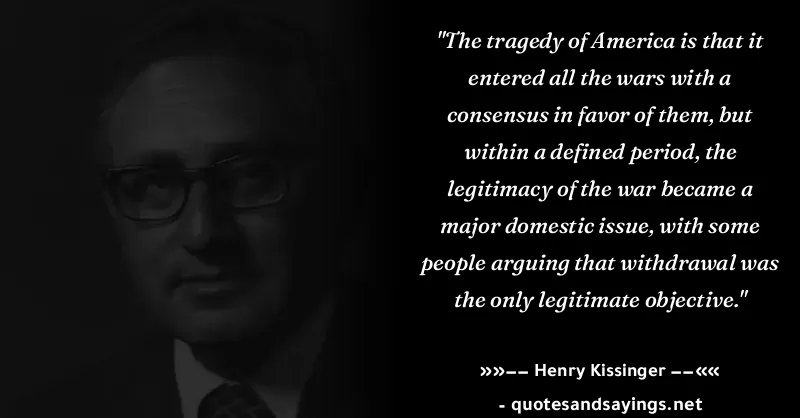 "The tragedy of America is that it
entered all the wars with a
consensus in favor of them, but
within a defined period, the
legitimacy of the war became a
major domestic issue, with some
people arguing that withdrawal was
the only legitimate objective."
»»–– Henry Kissinger ––««
- quotesandsayings.net